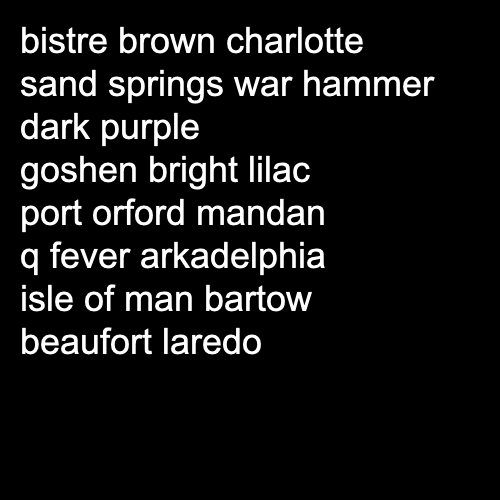 bistre brown charlotte
sand springs war hammer
dark purple
goshen bright lilac
port orford mandan
q fever arkadelphia
isle of man bartow
beaufort laredo